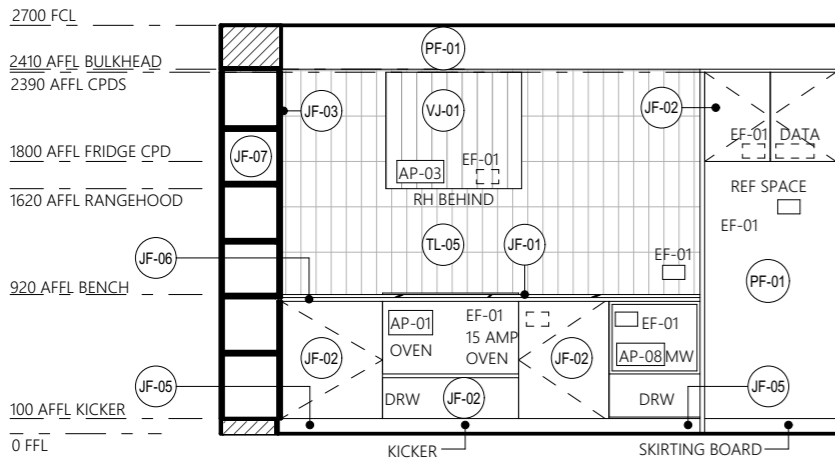 2700 FCL
PF-01
2410 AFFL BULKHEAD
2390 AFFL CPDS
JF-03
VJ-01
JF-02
EF-01
DATA
JF-07
1800 AFFL FRIDGE CPD
EF-01
AP-03
REF SPACE
1620 AFFL RANGEHOOD
RH BEHIND
EF-01
TL-05
JF-01
JF-06
EF-01
PF-01
920 AFFL BENCH
AP-01
EF-01
EF-01
15 AMP
OVEN
OVEN
JF-02
JF-02
AP-08
MW
JF-05
JF-05
DRW
JF-02
DRW
100 AFFL KICKER
0 FFL
KICKER
SKIRTING BOARD